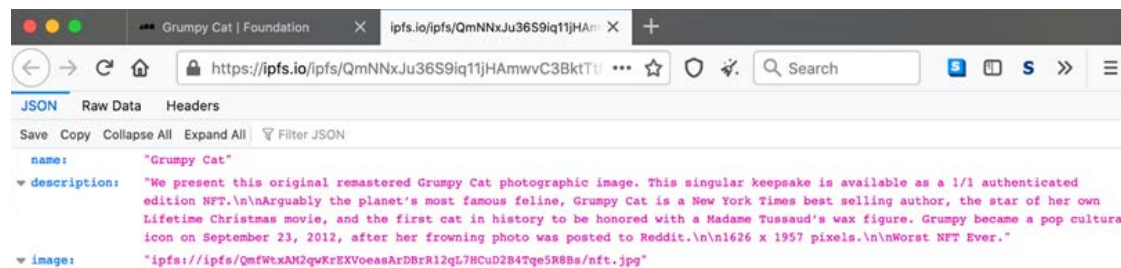 Grumpy Cat | Foundation
ipfs.io/ipfs/QmNNxJu36S9iq11jHAm
https://ipfs.io/ipfs/QmNNxJu36S9iq11jHAmwvC3BktTt
Search
JSON Raw Data Headers
Save Copy Collapse All Expand All Filter JSON
name: "Grumpy Cat"
description: "We present this original remastered Grumpy Cat photographic image. This singular keepsake is available as a 1/1 authenticated
edition NFT.\n\nArguably the planet's most famous feline, Grumpy Cat is a New York Times best selling author, the star of her own
Lifetime Christmas movie, and the first cat in history to be honored with a Madame Tussaud's wax figure. Grumpy became a pop cultura
icon on September 23, 2012, after her frowning photo was posted to Reddit.\n\n1626 x 1957 pixels.\n\nWorst NFT Ever."
image: "ipfs://ipfs/QmfWtxAM2qwKrEXVoeasArDBrR12qL7HCuD2B4Tqe5R8Bs/nft.jpg"